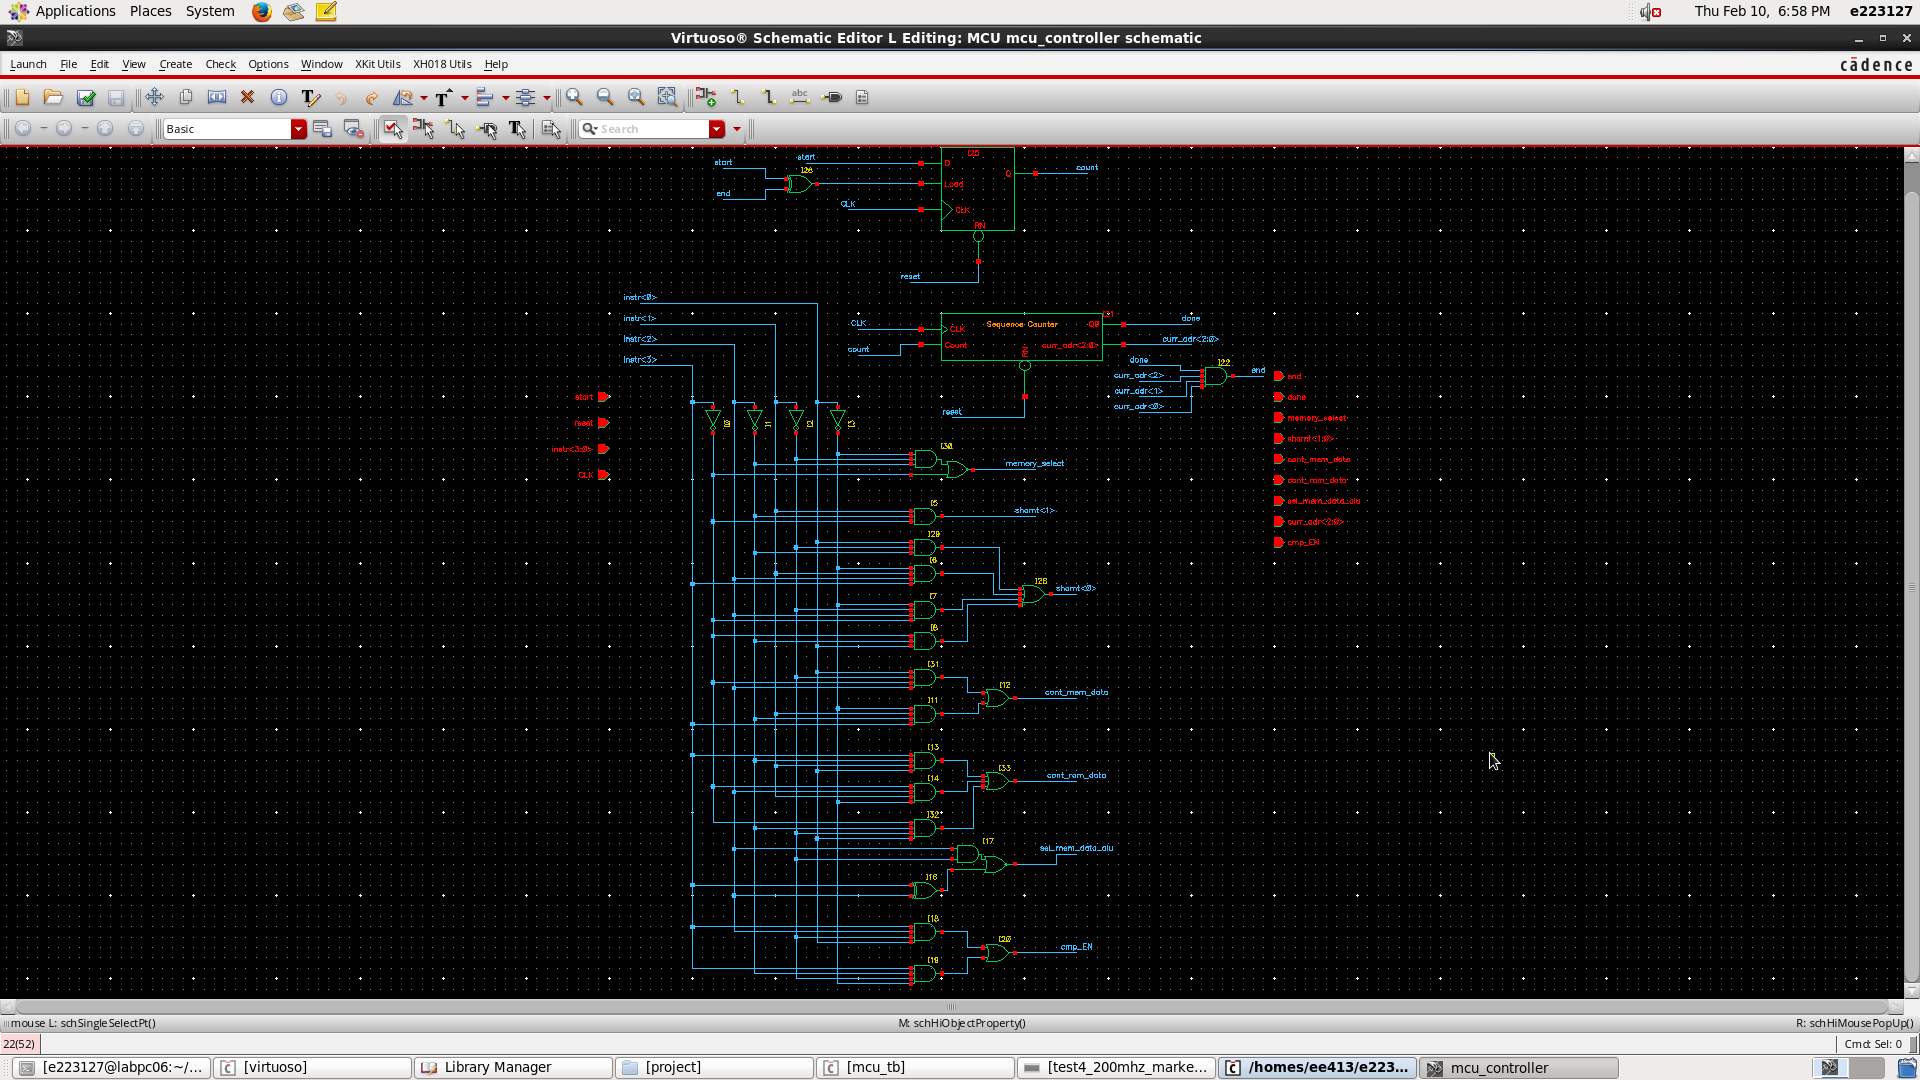 Applications Places System Thu Feb 10, 6:58 PM e223127
Virtuoso® Schematic Editor L Editing: MCU mcu_controller schematic
Launch File Edit View Create Check Options Window XKit Utils XH018 Utils Help cādence
Basic Search
start
end
start
I26
CLK
I25
D
Load
CLK
RN
Q
count
reset
instr<0>
instr<1>
instr<2>
instr<3>
CLK
count
Sequence Counter
CLK
Count
RN
curr_adr<2:0>
done
curr_adr<2:0>
reset
done
curr_adr<2>
curr_adr<1>
curr_adr<0>
I22
end
start
reset
instr<3:0>
CLK
end
done
memory_select
shamt<1:0>
cont_mem_data
cont_ram_data
sel_mem_data_alu
curr_adr<2:0>
cmp_EN
I30
memory_select
I5
shamt<1>
I29
I6
I7
I8
shamt<0>
I31
I11
I12
cont_mem_data
I13
I14
I32
I33
cont_ram_data
I17
I16
sel_mem_data_alu
I18
I19
I20
cmp_EN
mouse L: schSingleSelectPt() M: schHiObjectProperty() R: schHiMousePopUp()
22(52) Cmd: Sel: 0
[e223127@labpc06:~/... [virtuoso] Library Manager [project] [mcu_tb] [test4_200mhz_marke... /homes/ee413/e223... mcu_controller